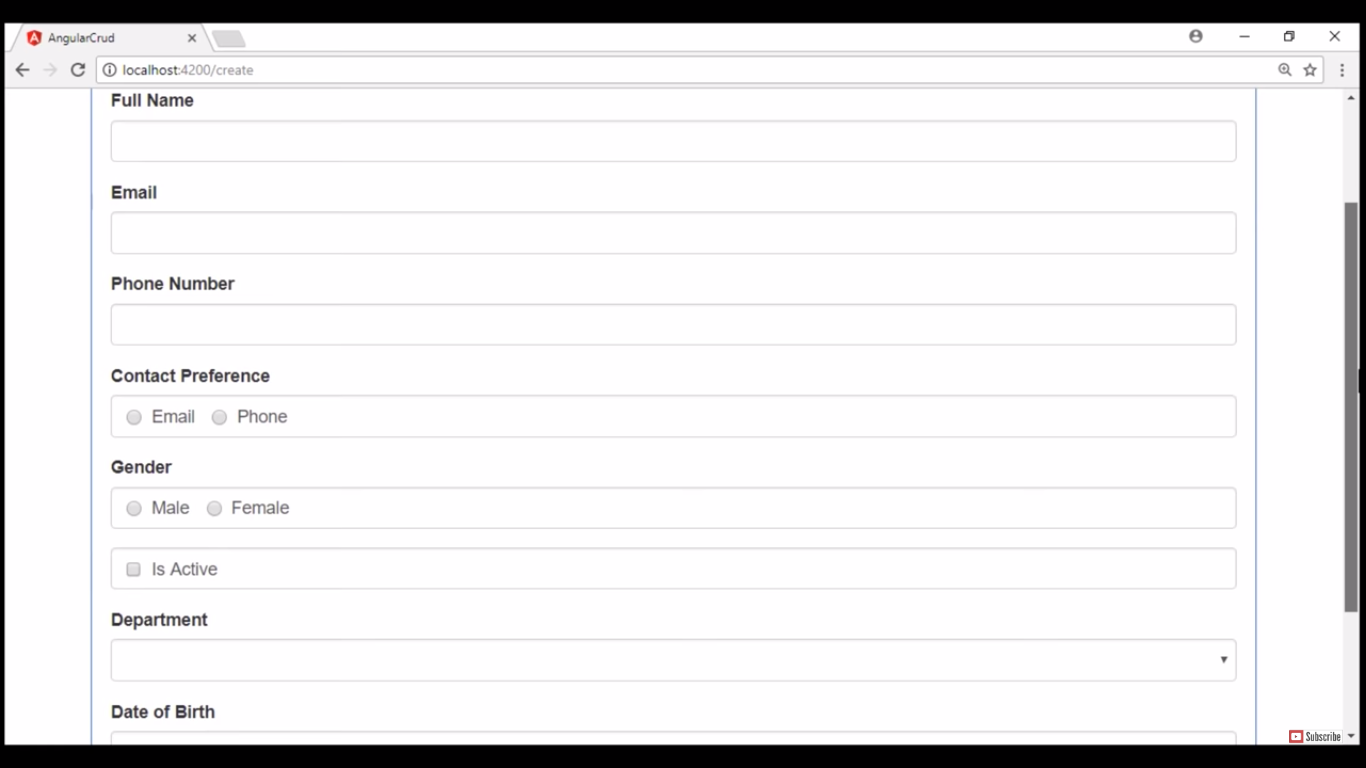 AngularCrud
localhost:4200/create
Full Name
Email
Phone Number
Contact Preference
Email Phone
Gender
Male Female
Is Active
Department
Date of Birth
Subscribe